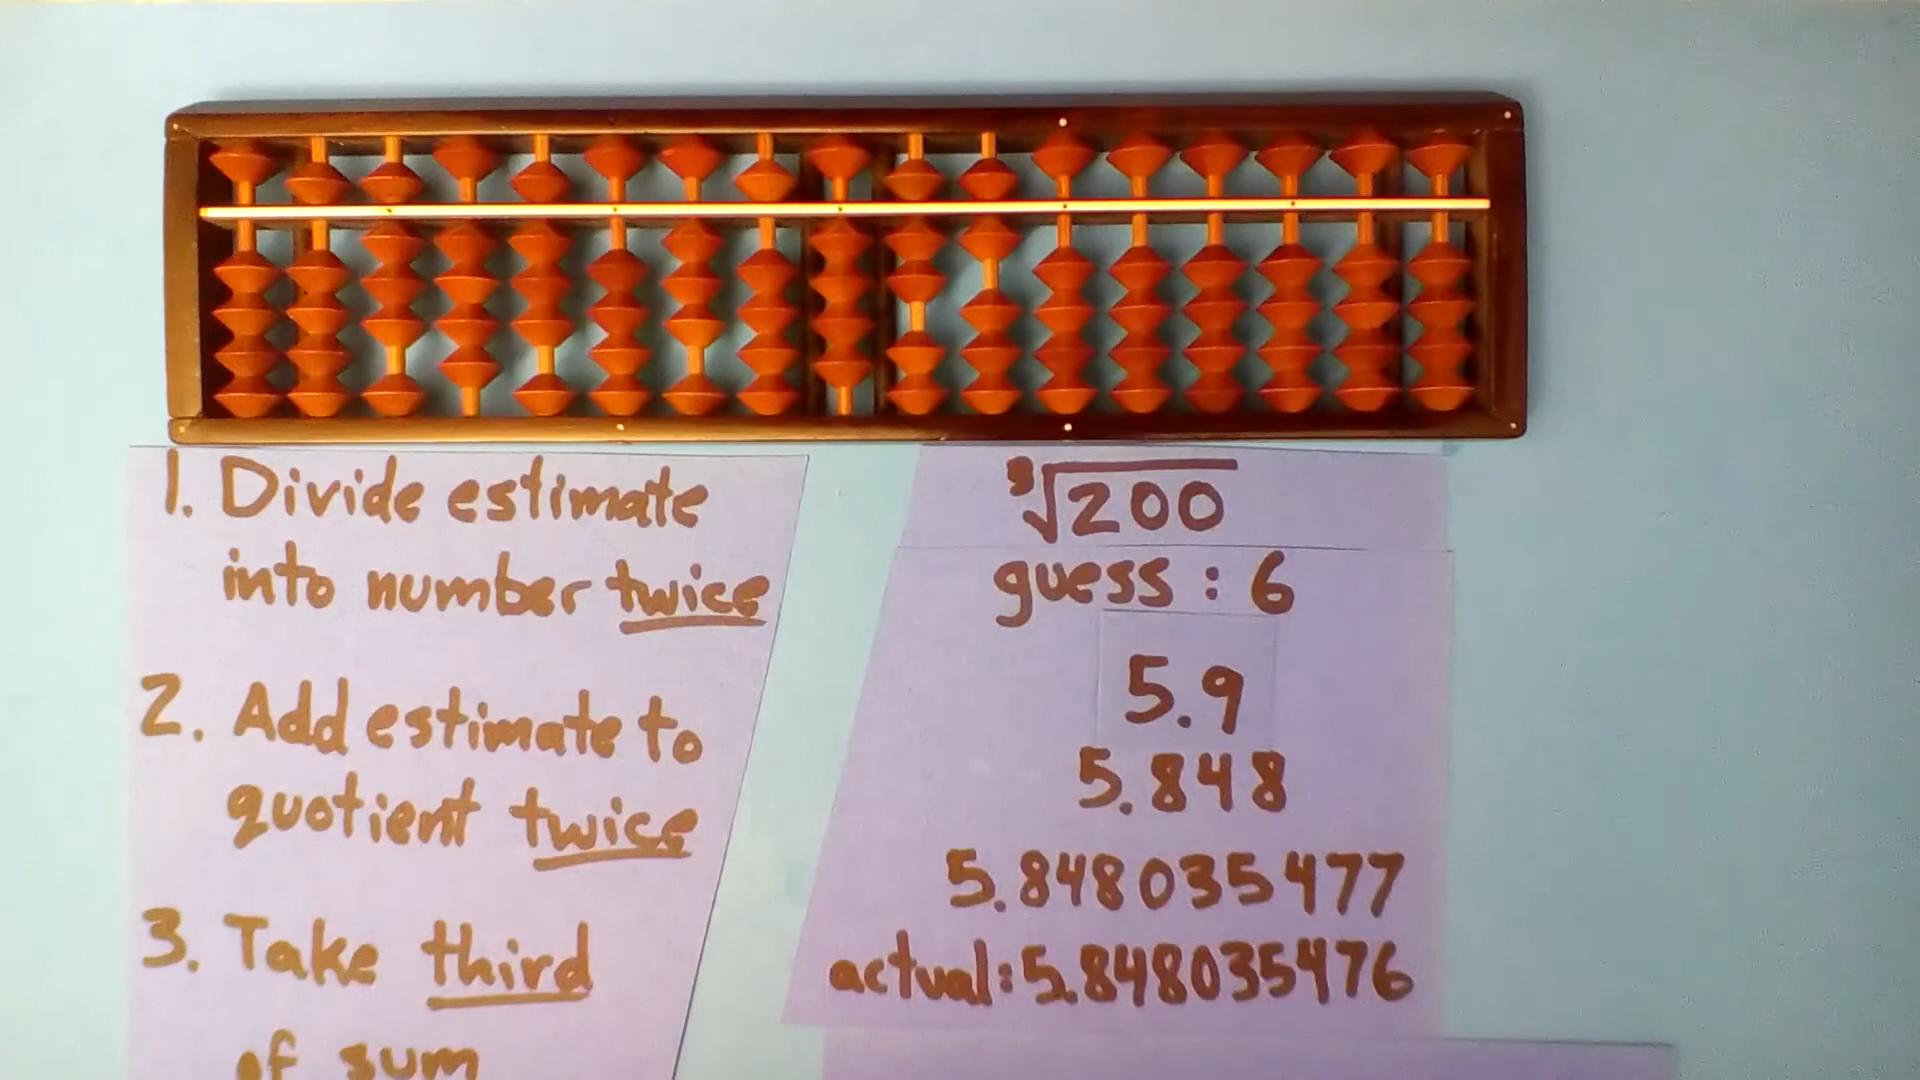 1. Divide estimate
into number twice
2. Add estimate to
quotient twice
3. Take third
of sum
³√200
guess : 6
5.9
5.848
5.848035477
actual: 5.848035476